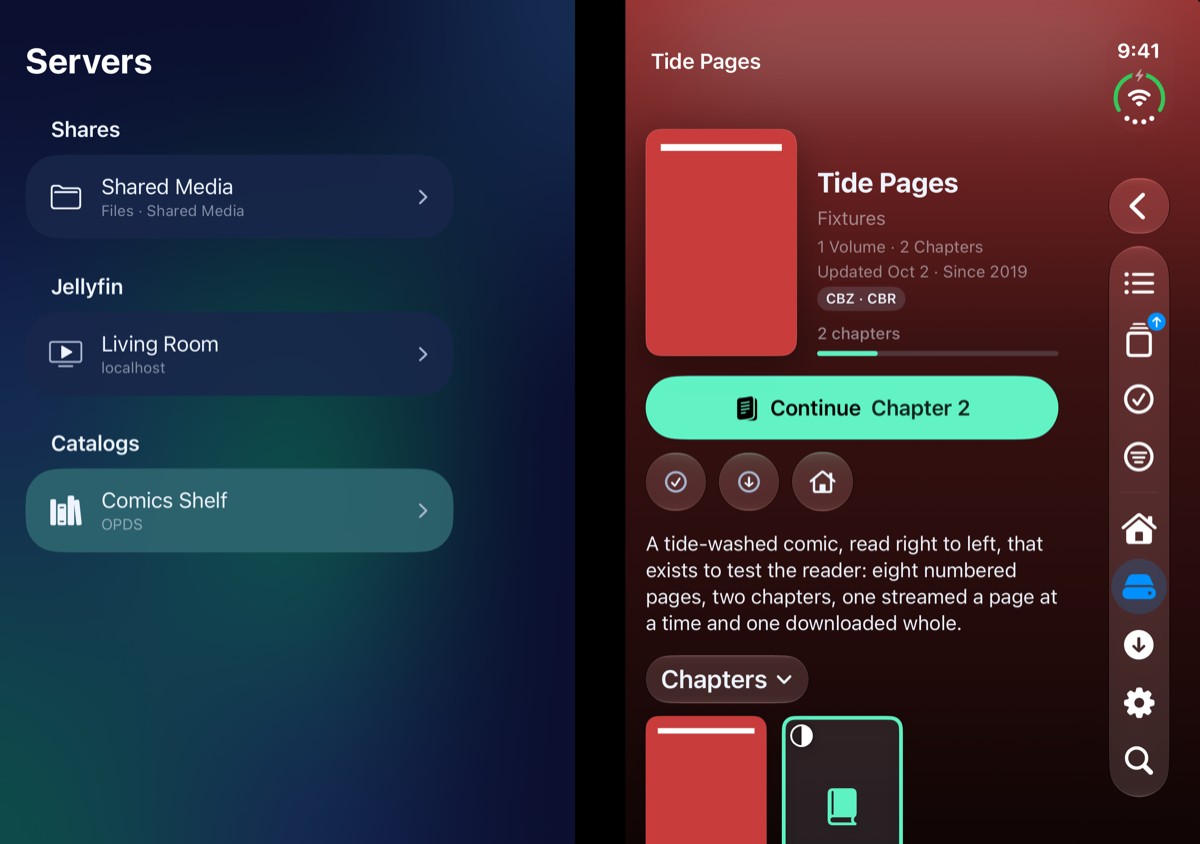 Servers
Shares
Shared Media
Files · Shared Media
Jellyfin
Living Room
localhost
Catalogs
Comics Shelf
OPDS
Tide Pages
9:41
Tide Pages
Fixtures
1 Volume · 2 Chapters
Updated Oct 2 · Since 2019
CBZ · CBR
2 chapters
Continue Chapter 2
A tide-washed comic, read right to left, that
exists to test the reader: eight numbered
pages, two chapters, one streamed a page at
a time and one downloaded whole.
Chapters